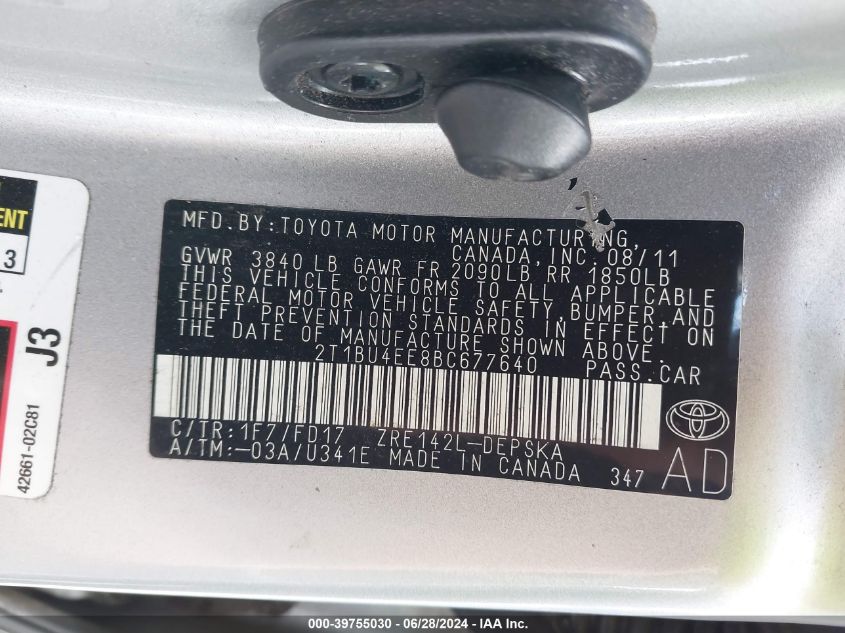 MFD.BY:TOYOTA MOTOR MANUFACTURING,
CANADA,INC. 08/11
GVWR 3840 LB GAWR FR 2090LB RR 1850LB
THIS VEHICLE CONFORMS TO ALL APPLICABLE
FEDERAL MOTOR VEHICLE SAFETY,BUMPER,AND
THEFT PREVENTION STANDARDS IN EFFECT ON
THE DATE OF MANUFACTURE SHOWN ABOVE.
2T1BU4EE8BC677640 PASS.CAR
C/TR:1F7/FD17 ZRE142L-DEPSKA
A/TM:-03A/U341E MADE IN CANADA 347
AD
3
J3
42661-02C81
000-39755030 - 06/28/2024 - IAA, Inc.